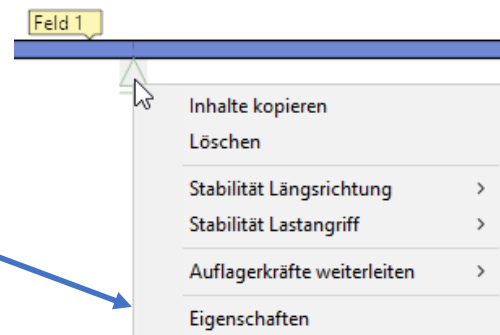 Feld 1
Inhalte kopieren
Löschen
Stabilität Längsrichtung
Stabilität Lastangriff
Auflagerkräfte weiterleiten
Eigenschaften